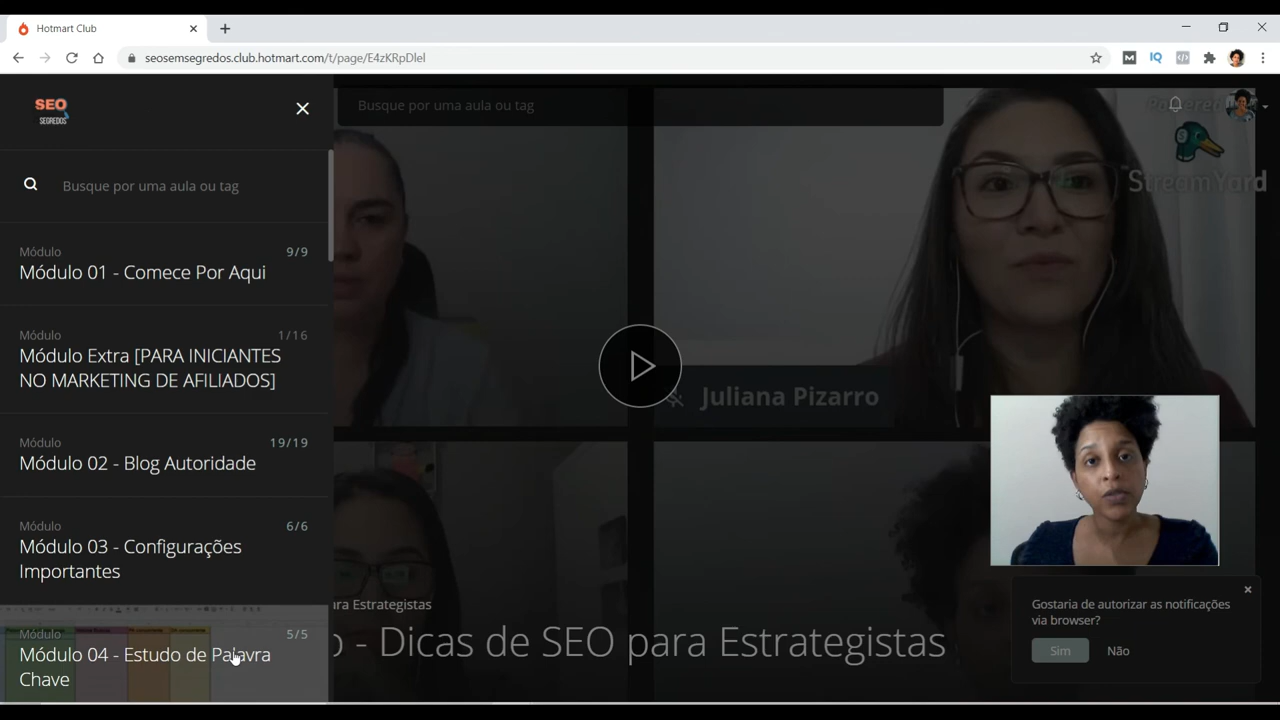 Hotmart Club
seosemsegredos.club.hotmart.com/t/page/E4zKRpDleI
SEO
SEGREDOS
Busque por uma aula ou tag
Busque por uma aula ou tag
Módulo 9/9
Módulo 01 - Comece Por Aqui
Módulo 1/16
Módulo Extra [PARA INICIANTES
NO MARKETING DE AFILIADOS]
Módulo 19/19
Módulo 02 - Blog Autoridade
Módulo 6/6
Módulo 03 - Configurações
Importantes
Módulo 5/5
Módulo 04 - Estudo de Palavra
Chave
StreamYard
Juliana Pizarro
para Estrategistas
- Dicas de SEO para Estrategistas
Gostaria de autorizar as notificações
via browser?
Sim Não